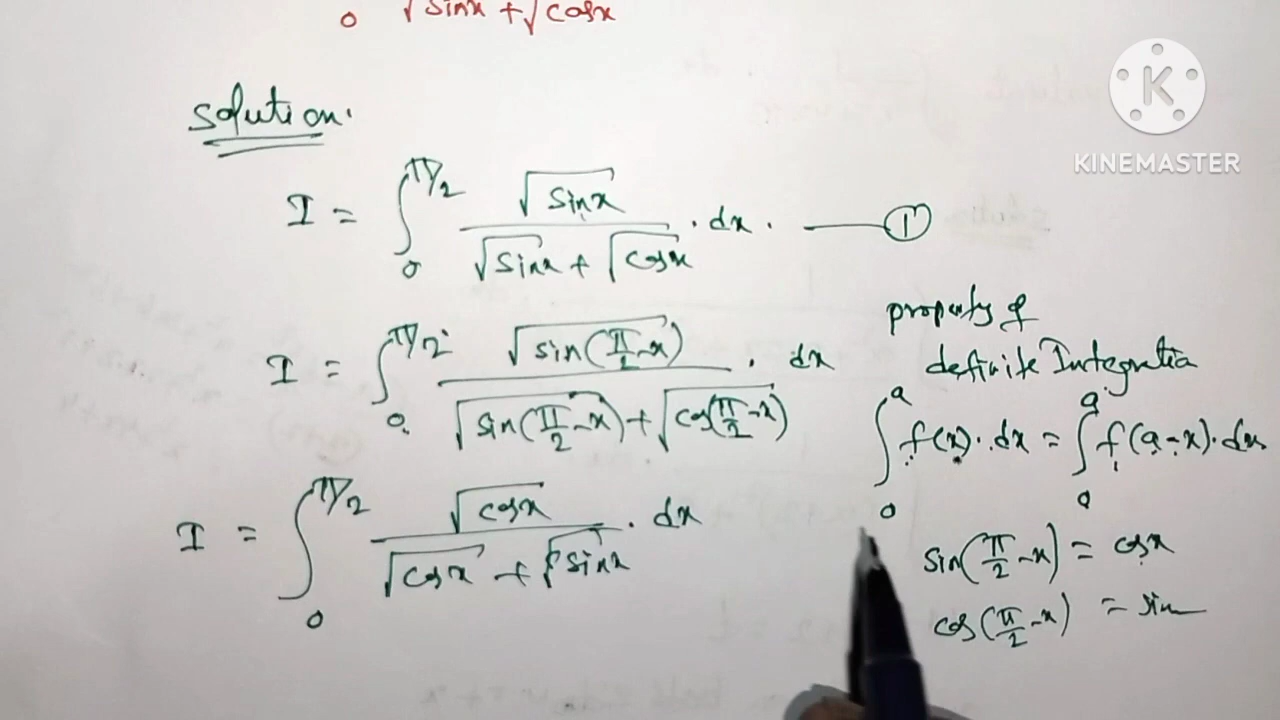 0 √sinx + √cosx
Solution.
I = ∫₀^{π/2} √sinx / (√sinx + √cosx) . dx. —— ①
I = ∫₀^{π/2} √sin(π/2 - x) / (√sin(π/2 - x) + √cos(π/2 - x)) . dx
I = ∫₀^{π/2} √cosx / (√cosx + √sinx) . dx
property of
definite Integratia
∫₀^a f(x).dx = ∫₀^a f(a-x).dx
sin(π/2 - x) = cosx
cos(π/2 - x) = sin
K
KINEMASTER